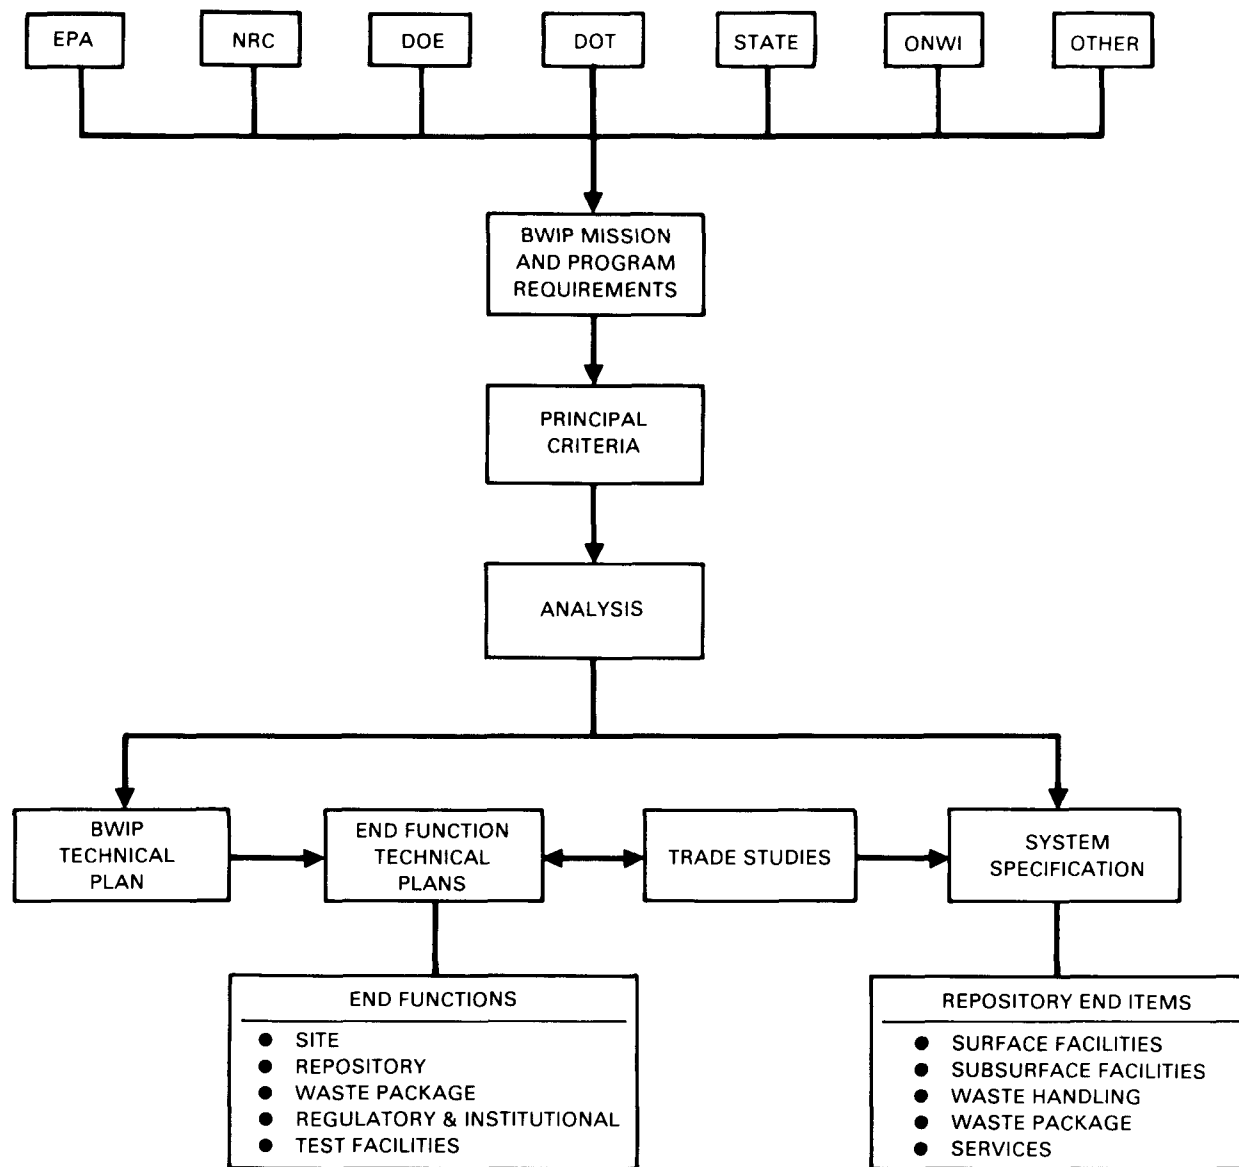 EPA
NRC
DOE
DOT
STATE
ONWI
OTHER
BWIP MISSION
AND PROGRAM
REQUIREMENTS
PRINCIPAL
CRITERIA
ANALYSIS
BWIP
TECHNICAL
PLAN
END FUNCTION
TECHNICAL
PLANS
TRADE STUDIES
SYSTEM
SPECIFICATION
END FUNCTIONS
● SITE
● REPOSITORY
● WASTE PACKAGE
● REGULATORY & INSTITUTIONAL
● TEST FACILITIES
REPOSITORY END ITEMS
● SURFACE FACILITIES
● SUBSURFACE FACILITIES
● WASTE HANDLING
● WASTE PACKAGE
● SERVICES